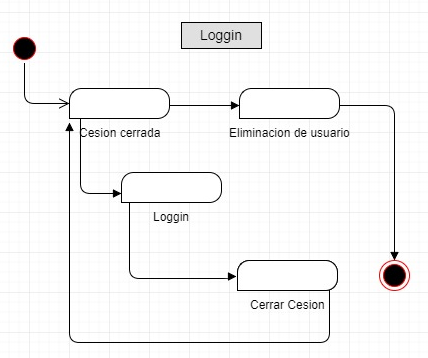 Loggin
Cesion cerrada
Eliminacion de usuario
Loggin
Cerrar Cesion